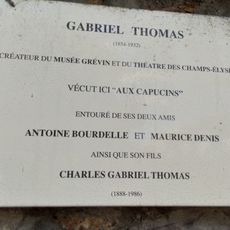 GABRIEL THOMAS
(1854-1932)
CRÉATEUR DU MUSÉE GRÉVIN ET DU THÉATRE DES CHAMPS-ÉLYSÉ
VÉCUT ICI "AUX CAPUCINS"
ENTOURÉ DE SES DEUX AMIS
ANTOINE BOURDELLE ET MAURICE DENIS
AINSI QUE SON FILS
CHARLES GABRIEL THOMAS
(1888-1986)